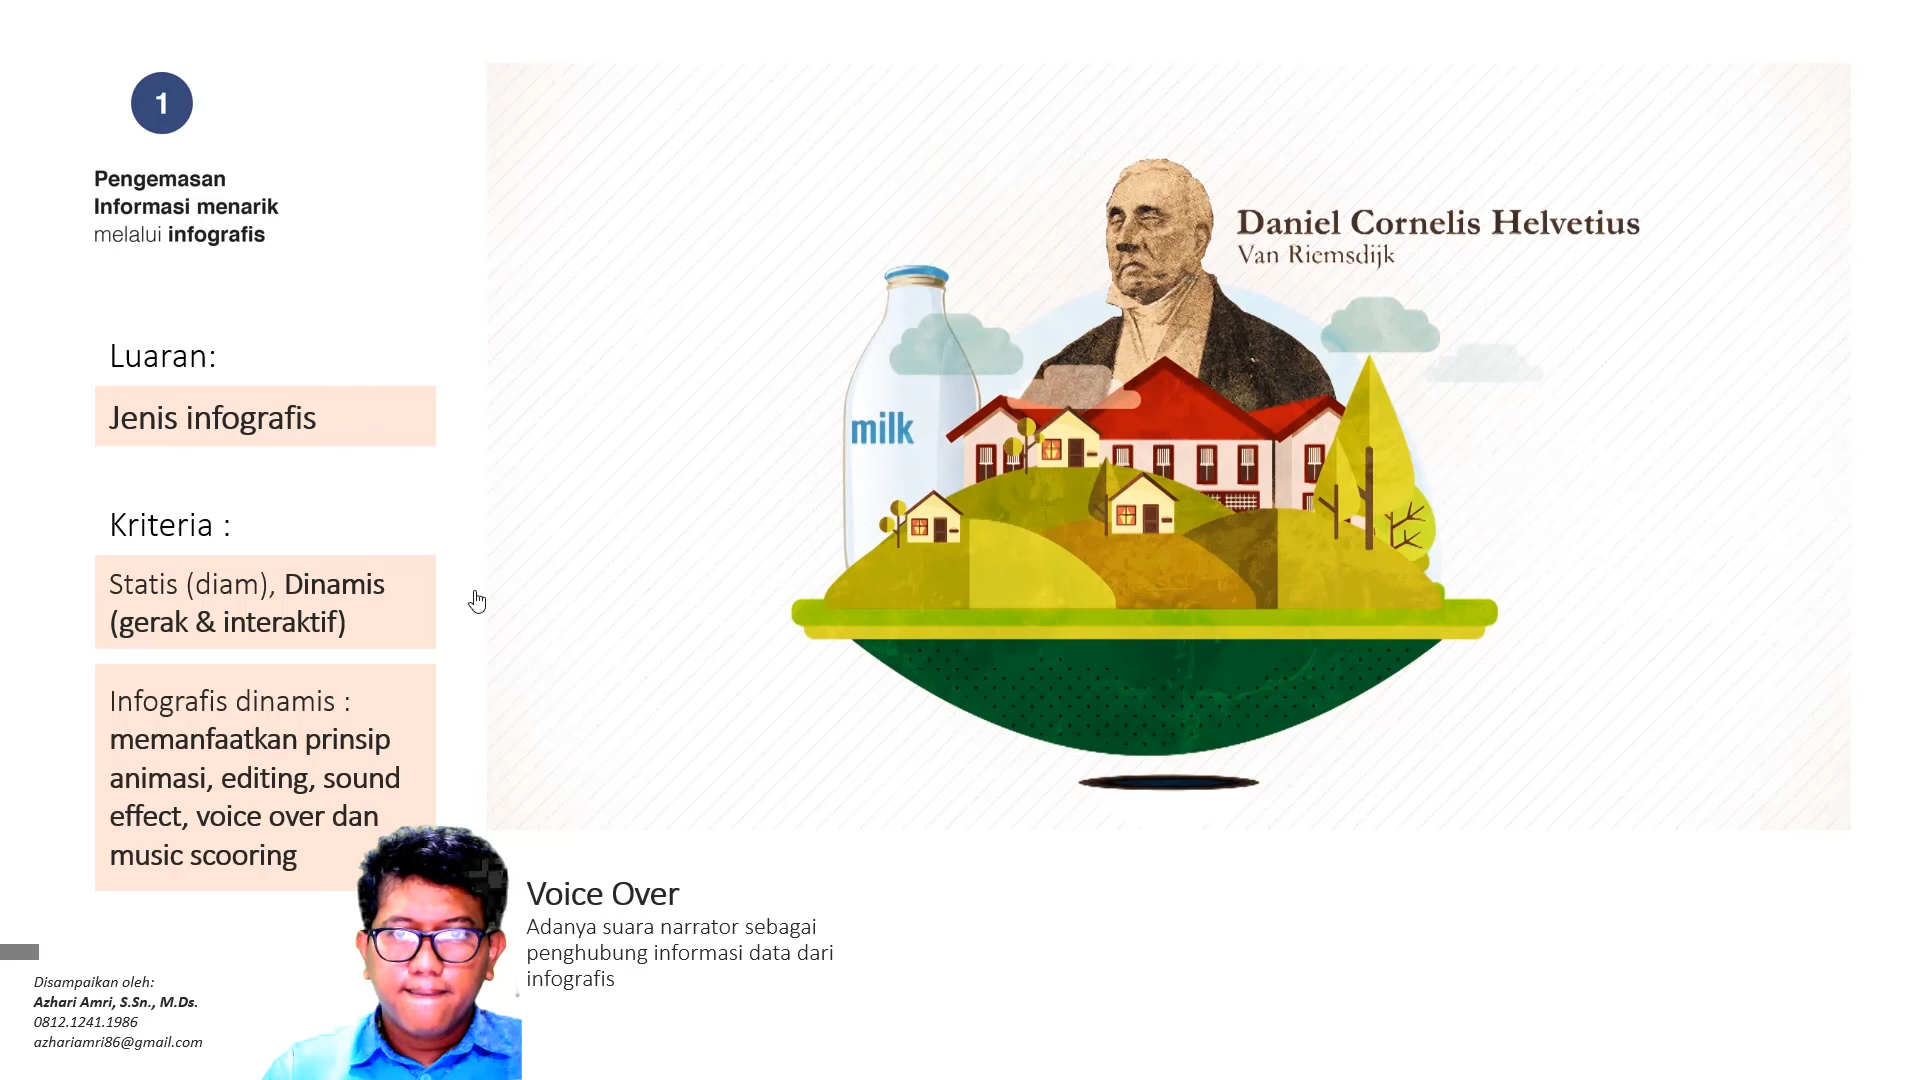 1
Pengemasan
Informasi menarik
melalui infografis
Luaran:
Jenis infografis
Kriteria :
Statis (diam), Dinamis
(gerak & interaktif)
Infografis dinamis :
memanfaatkan prinsip
animasi, editing, sound
effect, voice over dan
music scooring
Daniel Cornelis Helvetius
Van Riemsdijk
milk
Voice Over
Adanya suara narrator sebagai
penghubung informasi data dari
infografis
Disampaikan oleh:
Azhari Amri, S.Sn., M.Ds.
0812.1241.1986
azhariamri86@gmail.com